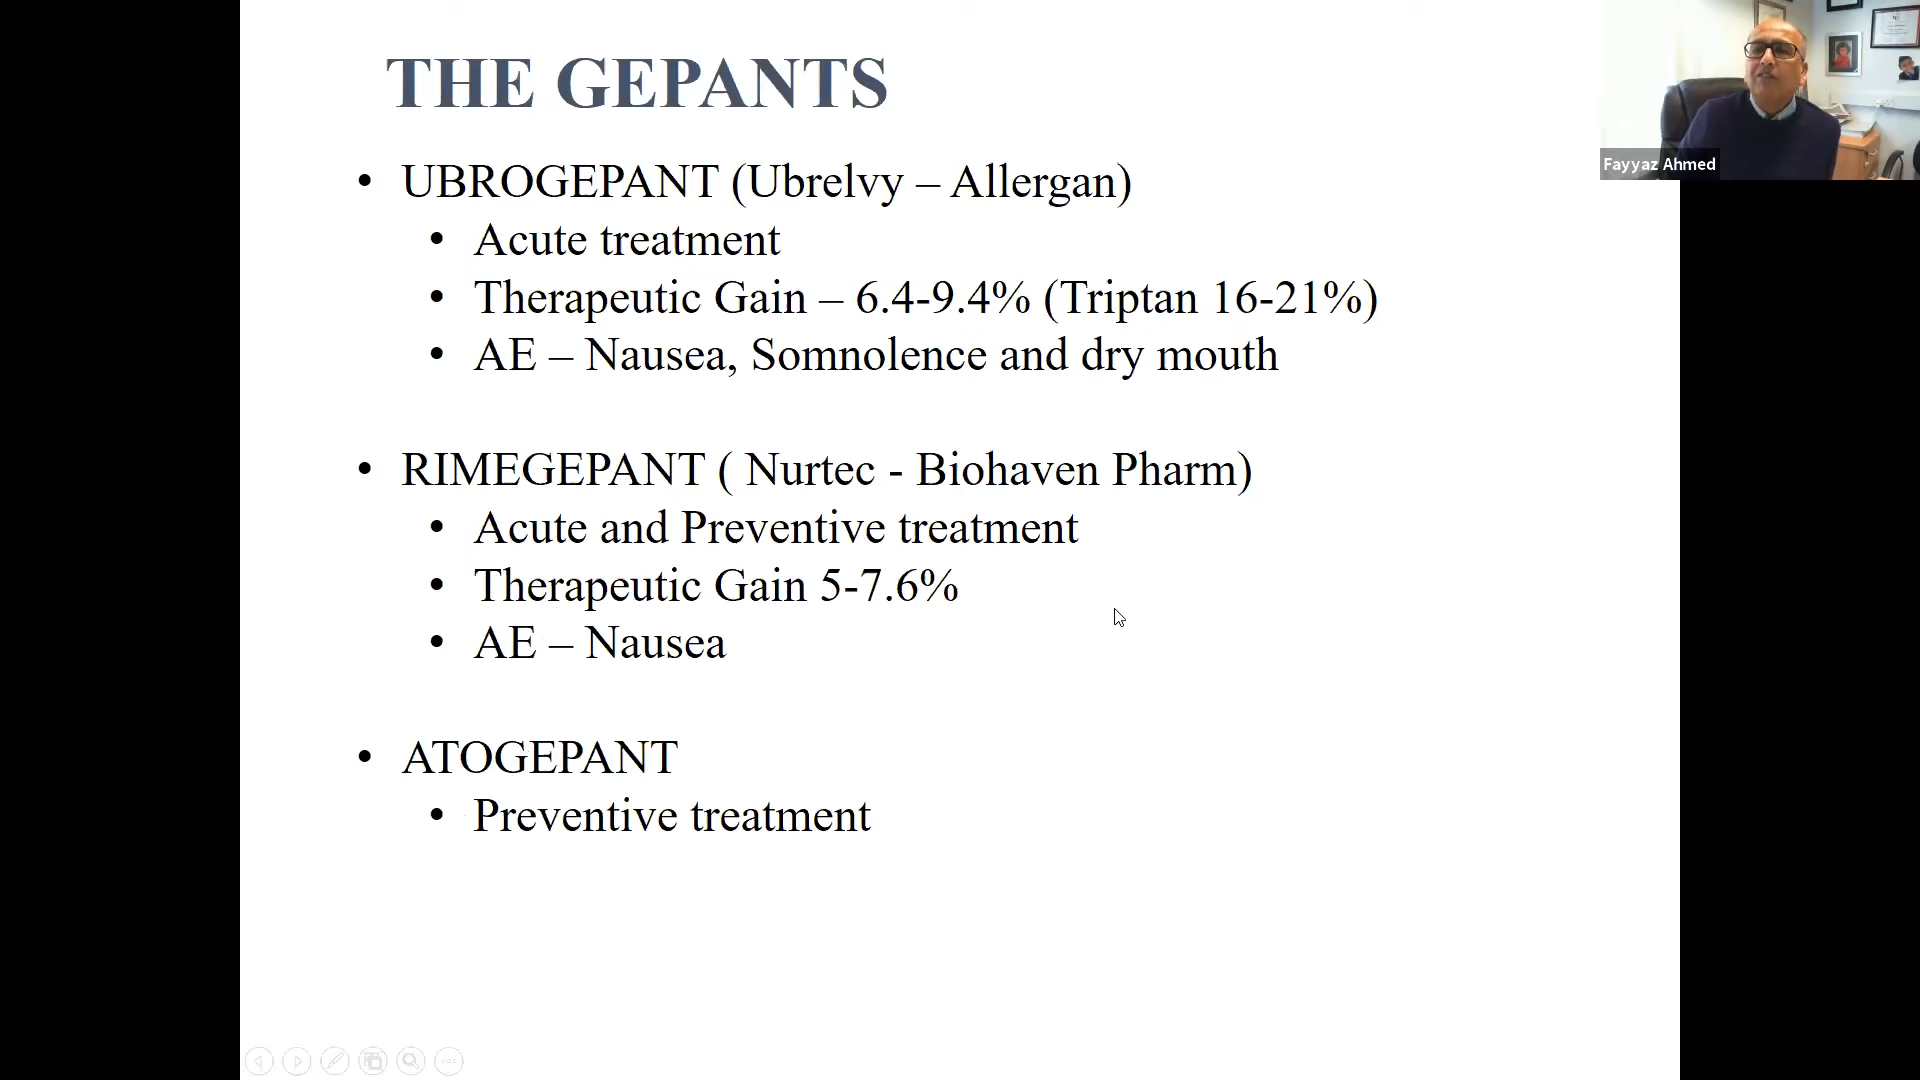 THE GEPANTS
Fayyaz Ahmed
• UBROGEPANT (Ubrelvy – Allergan)
• Acute treatment
• Therapeutic Gain – 6.4-9.4% (Triptan 16-21%)
• AE – Nausea, Somnolence and dry mouth
• RIMEGEPANT ( Nurtec - Biohaven Pharm)
• Acute and Preventive treatment
• Therapeutic Gain 5-7.6%
• AE – Nausea
• ATOGEPANT
• Preventive treatment